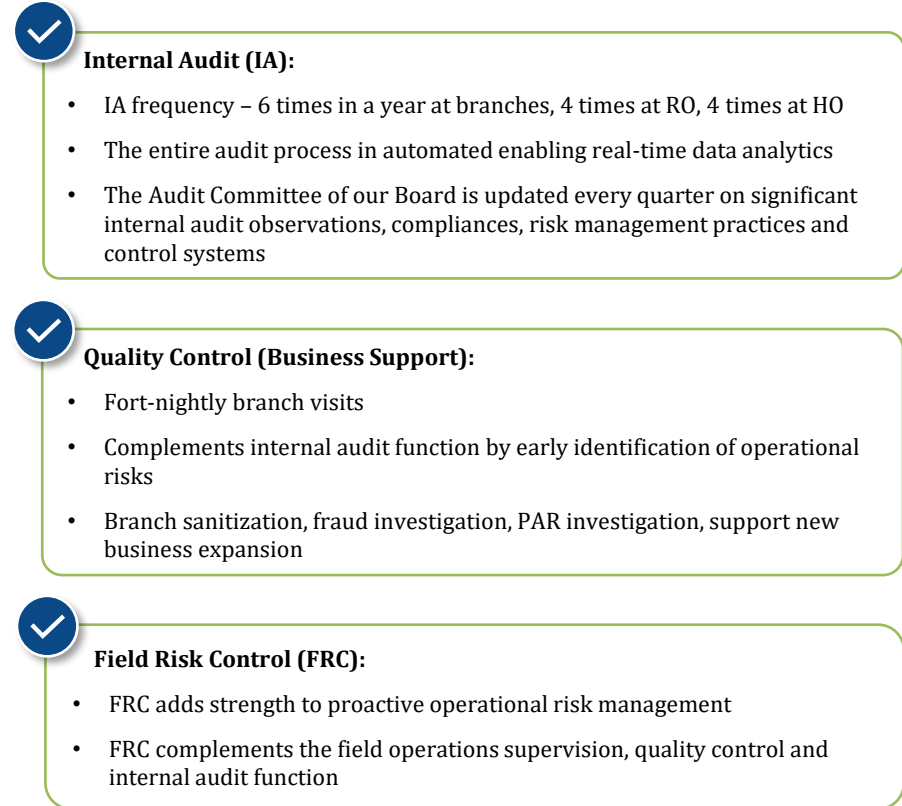 Internal Audit (IA):
• IA frequency – 6 times in a year at branches, 4 times at RO, 4 times at HO
• The entire audit process in automated enabling real-time data analytics
• The Audit Committee of our Board is updated every quarter on significant
internal audit observations, compliances, risk management practices and
control systems
Quality Control (Business Support):
• Fort-nightly branch visits
• Complements internal audit function by early identification of operational
risks
• Branch sanitization, fraud investigation, PAR investigation, support new
business expansion
Field Risk Control (FRC):
• FRC adds strength to proactive operational risk management
• FRC complements the field operations supervision, quality control and
internal audit function